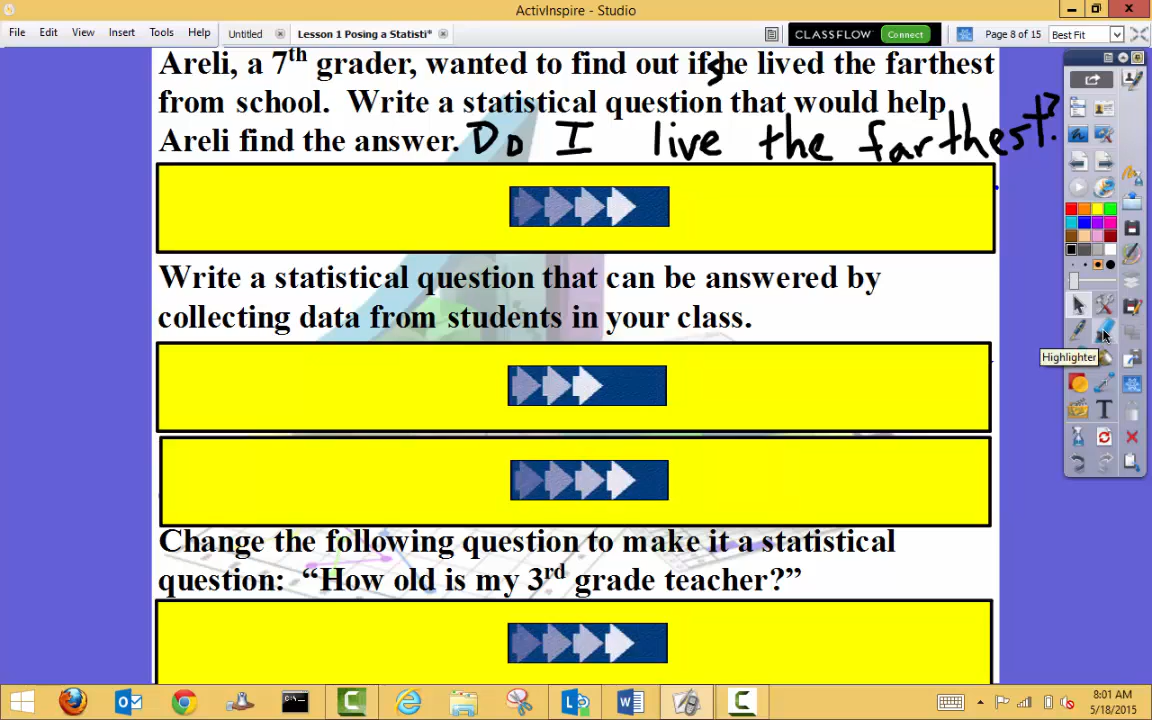 ActivInspire - Studio
File Edit View Insert Tools Help Untitled Lesson 1 Posing a Statisti* CLASSFLOW Connect Page 8 of 15 Best Fit
Areli, a 7th grader, wanted to find out if she lived the farthest
from school. Write a statistical question that would help
Areli find the answer. Do I live the farthest?
Write a statistical question that can be answered by
collecting data from students in your class.
Highlighter
Change the following question to make it a statistical
question: “How old is my 3rd grade teacher?”
8:01 AM
5/18/2015